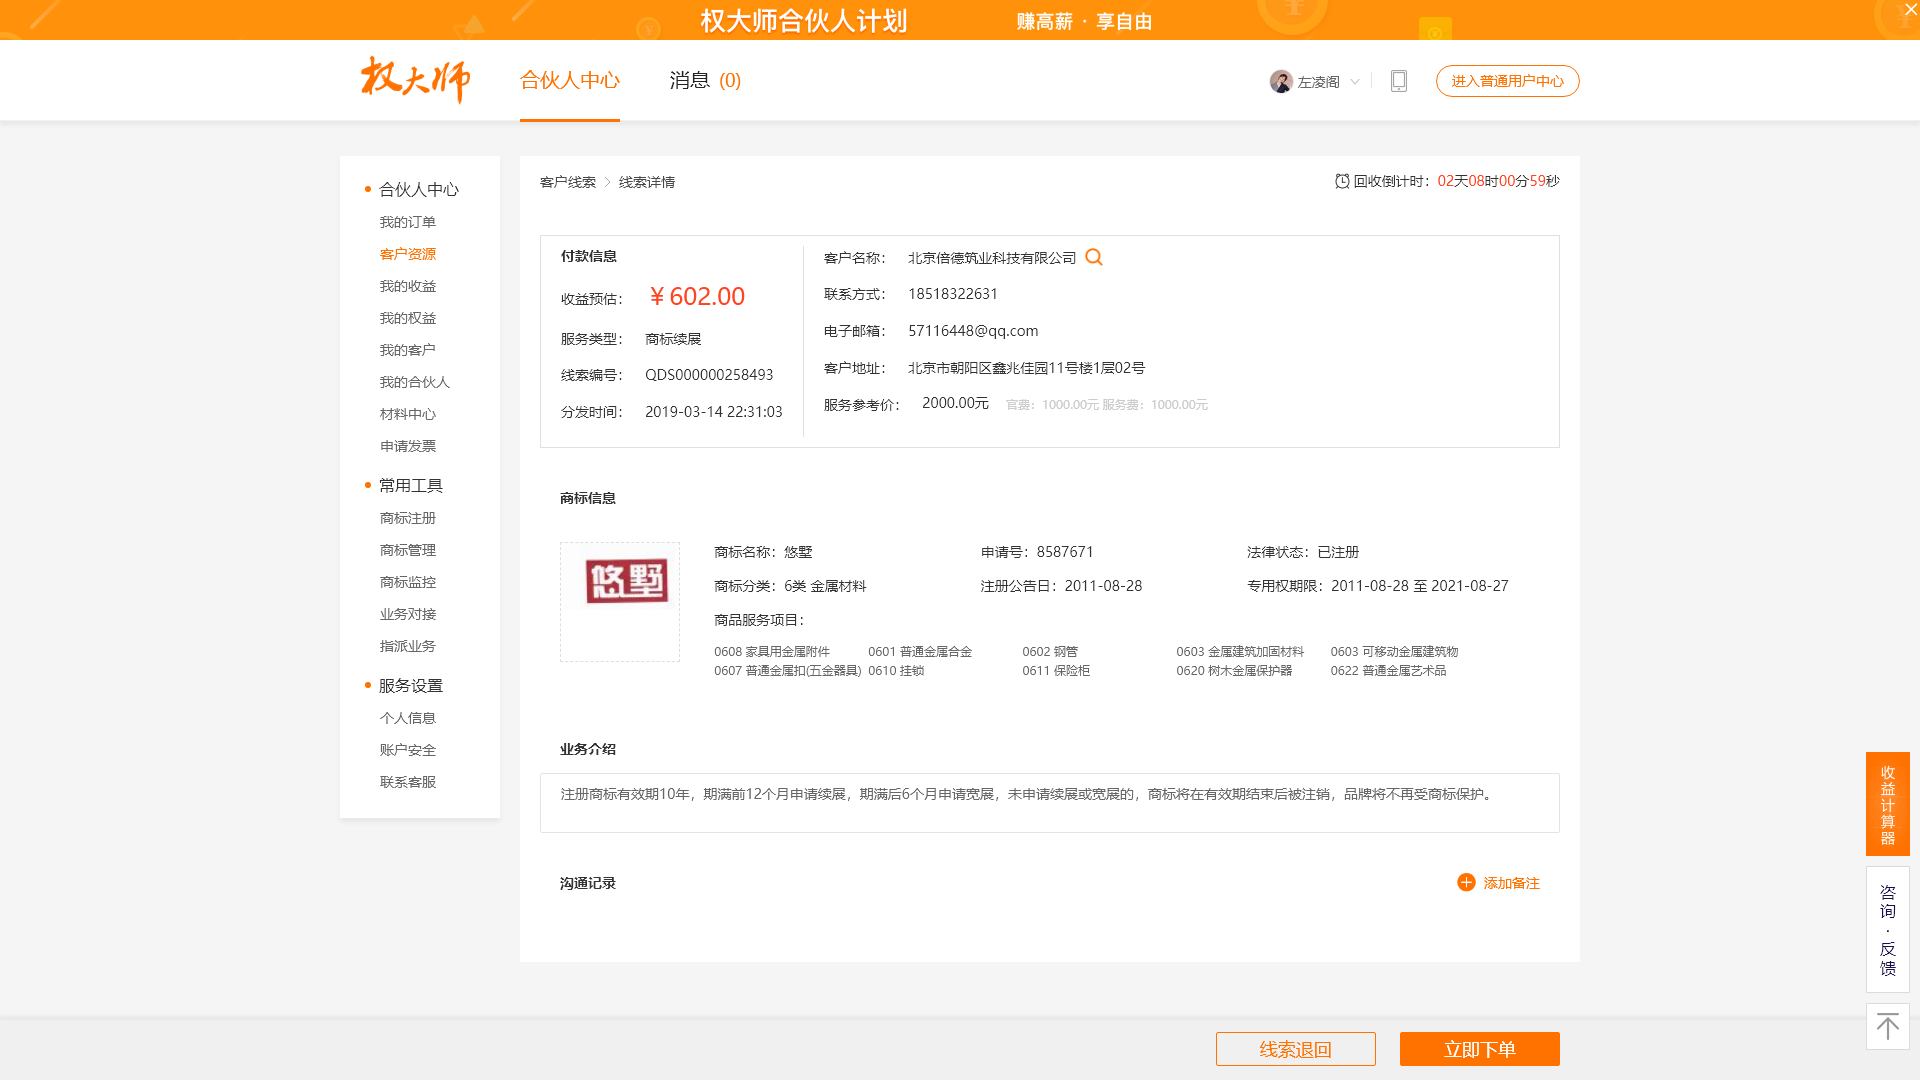 权大师合伙人计划 赚高薪 · 享自由
权大师
合伙人中心
消息 (0)
左凌阁
进入普通用户中心
合伙人中心
我的订单
客户资源
我的收益
我的权益
我的客户
我的合伙人
材料中心
申请发票
常用工具
商标注册
商标管理
商标监控
业务对接
指派业务
服务设置
个人信息
账户安全
联系客服
客户线索 > 线索详情
回收倒计时：02天08时00分59秒
付款信息
收益预估： ¥602.00
服务类型： 商标续展
线索编号： QDS000000258493
分发时间： 2019-03-14 22:31:03
客户名称： 北京倍德筑业科技有限公司
联系方式： 18518322631
电子邮箱： 57116448@qq.com
客户地址： 北京市朝阳区鑫兆佳园11号楼1层02号
服务参考价： 2000.00元 官费：1000.00元 服务费：1000.00元
商标信息
悠墅
商标名称：悠墅 申请号：8587671 法律状态：已注册
商标分类：6类 金属材料 注册公告日：2011-08-28 专用权期限：2011-08-28 至 2021-08-27
商品服务项目：
0608 家具用金属附件 0601 普通金属合金 0602 钢管 0603 金属建筑加固材料 0603 可移动金属建筑物
0607 普通金属扣(五金器具) 0610 挂锁 0611 保险柜 0620 树木金属保护器 0622 普通金属艺术品
业务介绍
注册商标有效期10年，期满前12个月申请续展，期满后6个月申请宽展，未申请续展或宽展的，商标将在有效期结束后被注销，品牌将不再受商标保护。
沟通记录
添加备注
收益计算器
咨询·反馈
线索退回
立即下单